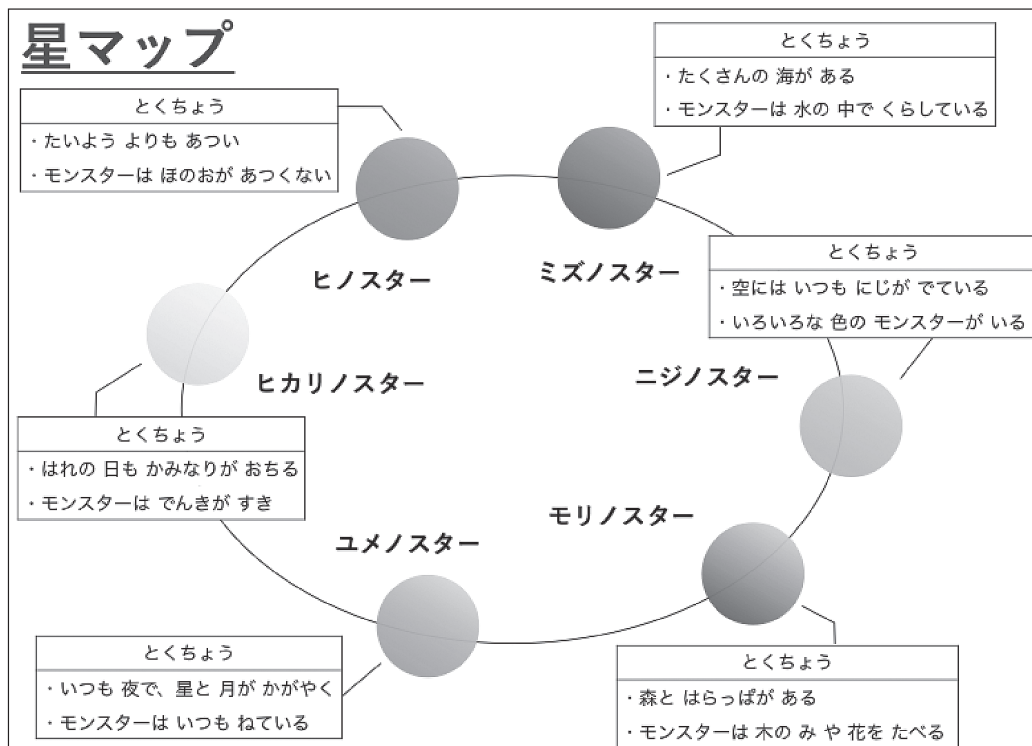 星マップ
とくちょう
・たいよう よりも あつい
・モンスターは ほのおが あつくない
ヒノスター
とくちょう
・たくさんの 海が ある
・モンスターは 水の 中で くらしている
ミズノスター
とくちょう
・空には いつも にじが でている
・いろいろな 色の モンスターが いる
ニジノスター
ヒカリノスター
とくちょう
・はれの 日も かみなりが おちる
・モンスターは でんきが すき
モリノスター
とくちょう
・森と はらっぱが ある
・モンスターは 木の み や 花を たべる
ユメノスター
とくちょう
・いつも 夜で、星と 月が かがやく
・モンスターは いつも ねている